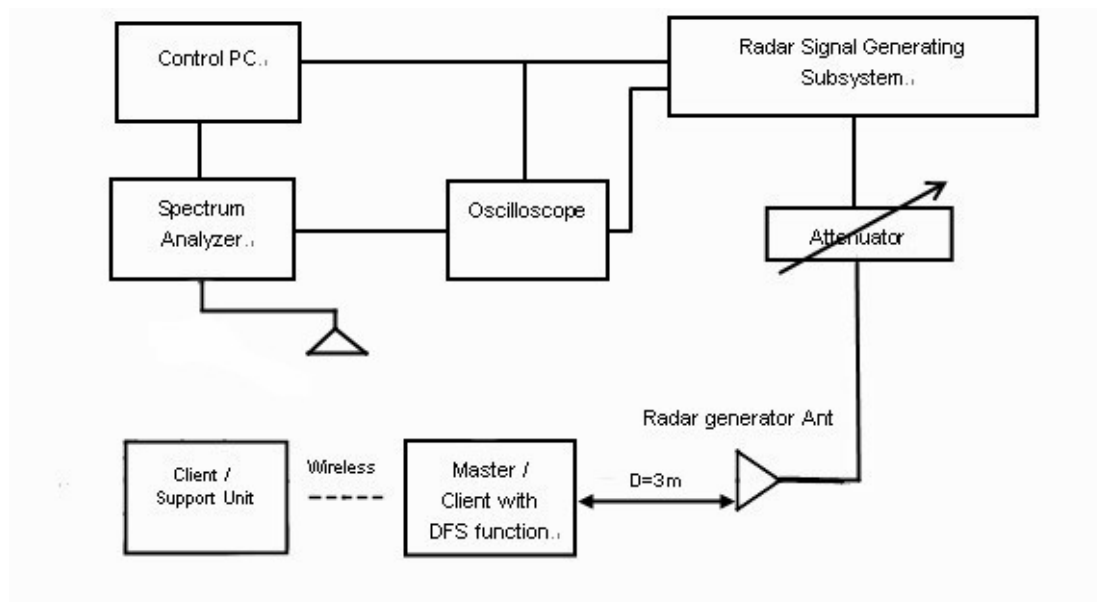 Control PC.
Radar Signal Generating
Subsystem.
Spectrum
Analyzer.
Oscilloscope
Attenuator
Radar generator Ant
Client /
Support Unit
Wireless
Master /
Client with
DFS function.
D=3m